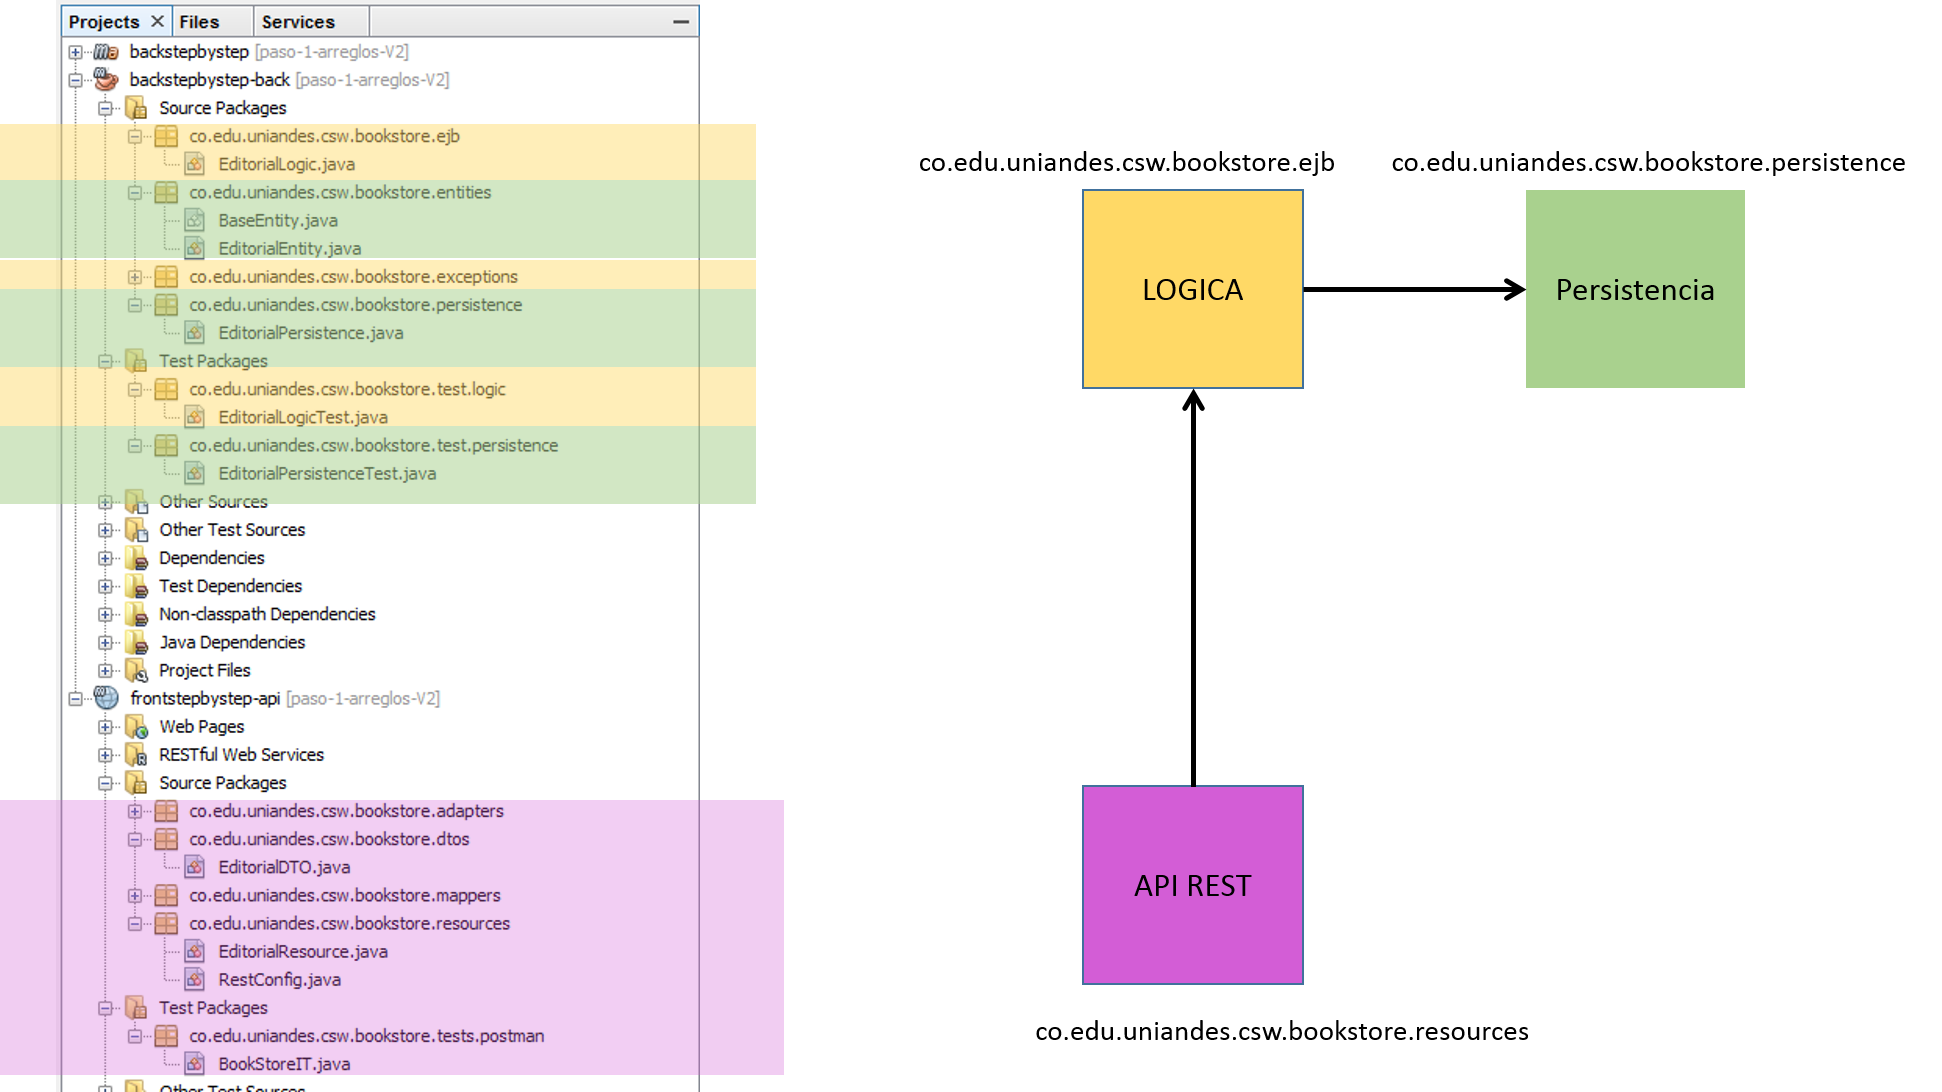 Projects
Files
Services
backstepbystep [paso-1-arreglos-V2]
backstepbystep-back [paso-1-arreglos-V2]
Source Packages
co.edu.uniandes.csw.bookstore.ejb
EditorialLogic.java
co.edu.uniandes.csw.bookstore.entities
BaseEntity.java
EditorialEntity.java
co.edu.uniandes.csw.bookstore.exceptions
co.edu.uniandes.csw.bookstore.persistence
EditorialPersistence.java
Test Packages
co.edu.uniandes.csw.bookstore.test.logic
EditorialLogicTest.java
co.edu.uniandes.csw.bookstore.test.persistence
EditorialPersistenceTest.java
Other Sources
Other Test Sources
Dependencies
Test Dependencies
Non-classpath Dependencies
Java Dependencies
Project Files
frontstepbystep-api [paso-1-arreglos-V2]
Web Pages
RESTful Web Services
Source Packages
co.edu.uniandes.csw.bookstore.adapters
co.edu.uniandes.csw.bookstore.dtos
EditorialDTO.java
co.edu.uniandes.csw.bookstore.mappers
co.edu.uniandes.csw.bookstore.resources
EditorialResource.java
RestConfig.java
Test Packages
co.edu.uniandes.csw.bookstore.tests.postman
BookStoreIT.java
Other Test Sources
co.edu.uniandes.csw.bookstore.ejb
co.edu.uniandes.csw.bookstore.persistence
LOGICA
Persistencia
API REST
co.edu.uniandes.csw.bookstore.resources